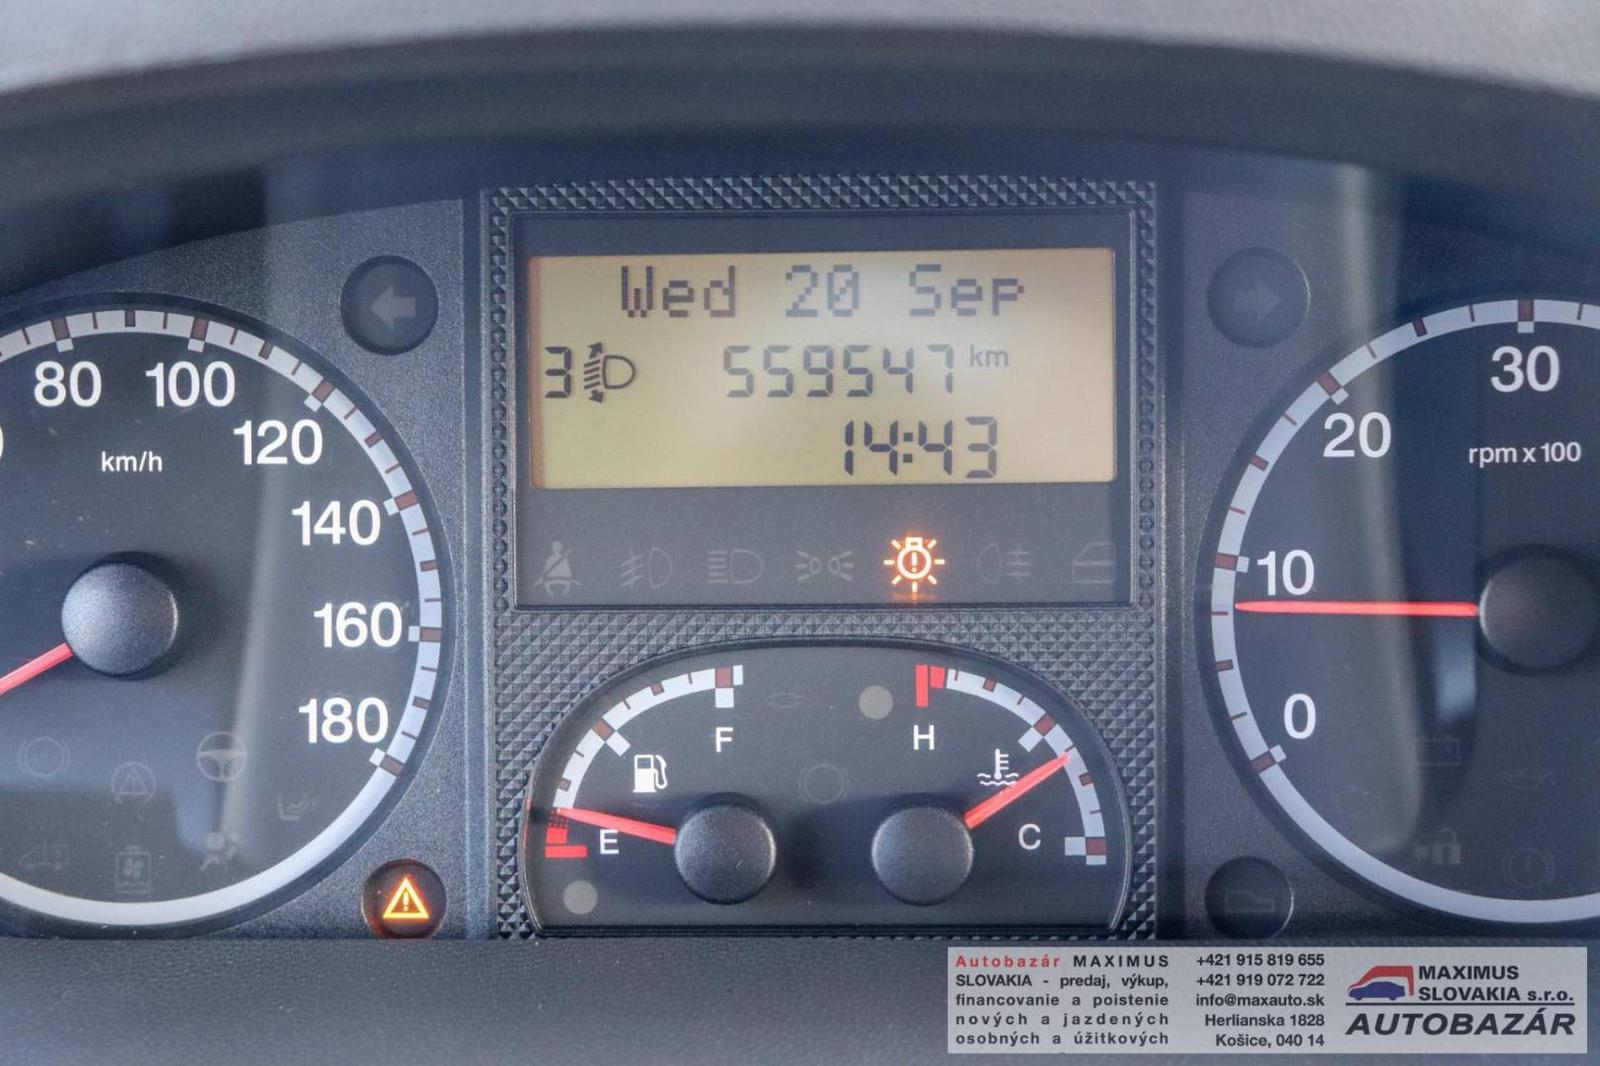 Wed 20 Sep
3 559547 km
14:43
80
100
120
140
160
180
km/h
30
20
10
0
rpm x 100
F
E
H
C
Autobazár MAXIMUS
SLOVAKIA - predaj, výkup,
financovanie a poistenie
nových a jazdených
osobných a úžitkových
+421 915 819 655
+421 919 072 722
info@maxauto.sk
Herlianska 1828
Košice, 040 14
MAXIMUS
SLOVAKIA s.r.o.
AUTOBAZÁR